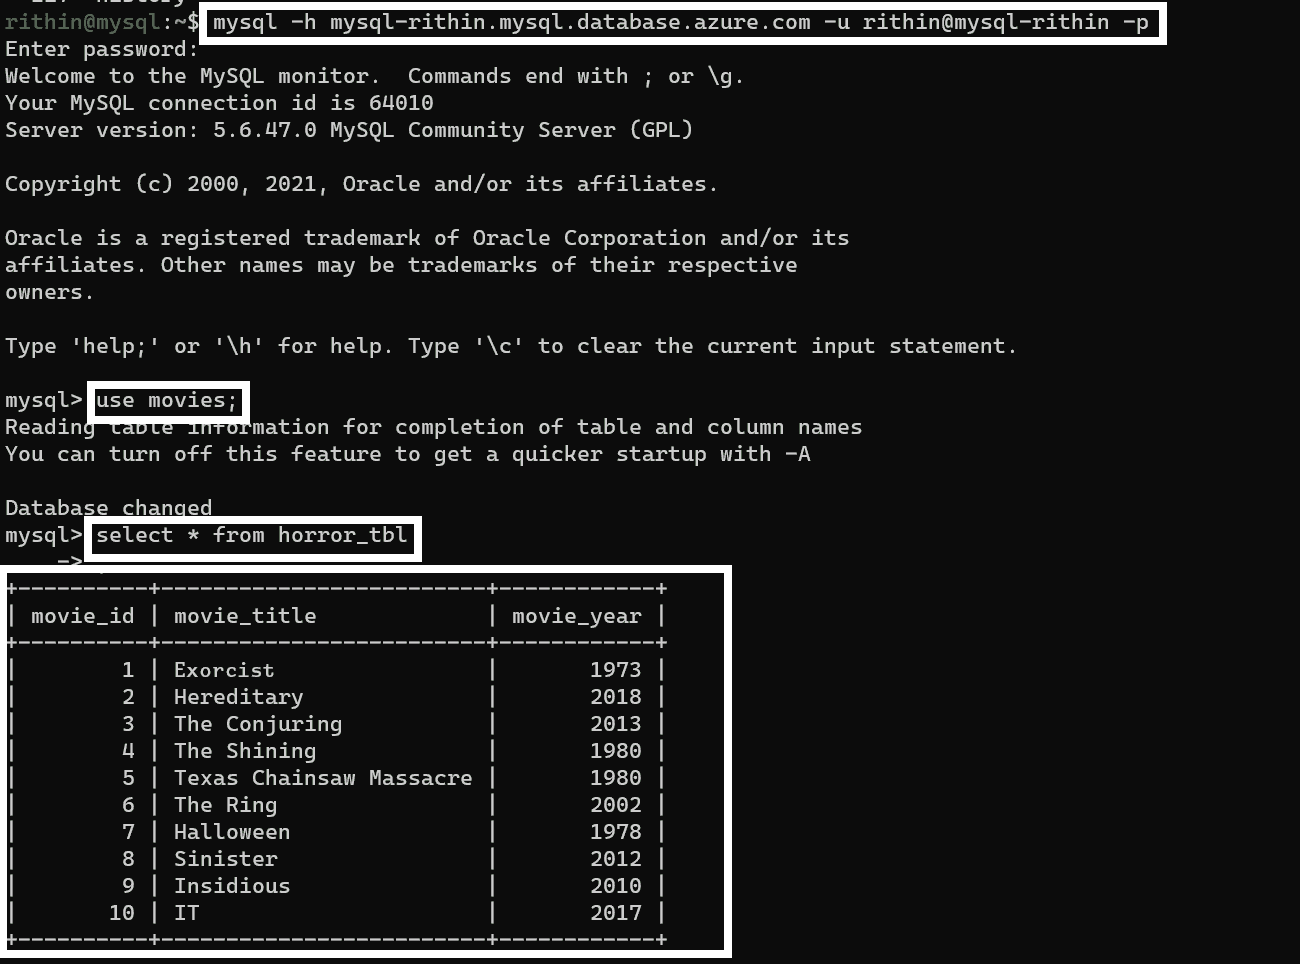 rithin@mysql:~$ mysql -h mysql-rithin.mysql.database.azure.com -u rithin@mysql-rithin -p
Enter password:
Welcome to the MySQL monitor.  Commands end with ; or \g.
Your MySQL connection id is 64010
Server version: 5.6.47.0 MySQL Community Server (GPL)
Copyright (c) 2000, 2021, Oracle and/or its affiliates.
Oracle is a registered trademark of Oracle Corporation and/or its
affiliates. Other names may be trademarks of their respective
owners.
Type 'help;' or '\h' for help. Type '\c' to clear the current input statement.
mysql> use movies;
Reading table information for completion of table and column names
You can turn off this feature to get a quicker startup with -A
Database changed
mysql> select * from horror_tbl
    ->
+----------+-------------------------+------------+
| movie_id | movie_title             | movie_year |
+----------+-------------------------+------------+
|        1 | Exorcist                |       1973 |
|        2 | Hereditary              |       2018 |
|        3 | The Conjuring           |       2013 |
|        4 | The Shining             |       1980 |
|        5 | Texas Chainsaw Massacre |       1980 |
|        6 | The Ring                |       2002 |
|        7 | Halloween               |       1978 |
|        8 | Sinister                |       2012 |
|        9 | Insidious               |       2010 |
|       10 | IT                      |       2017 |
+----------+-------------------------+------------+